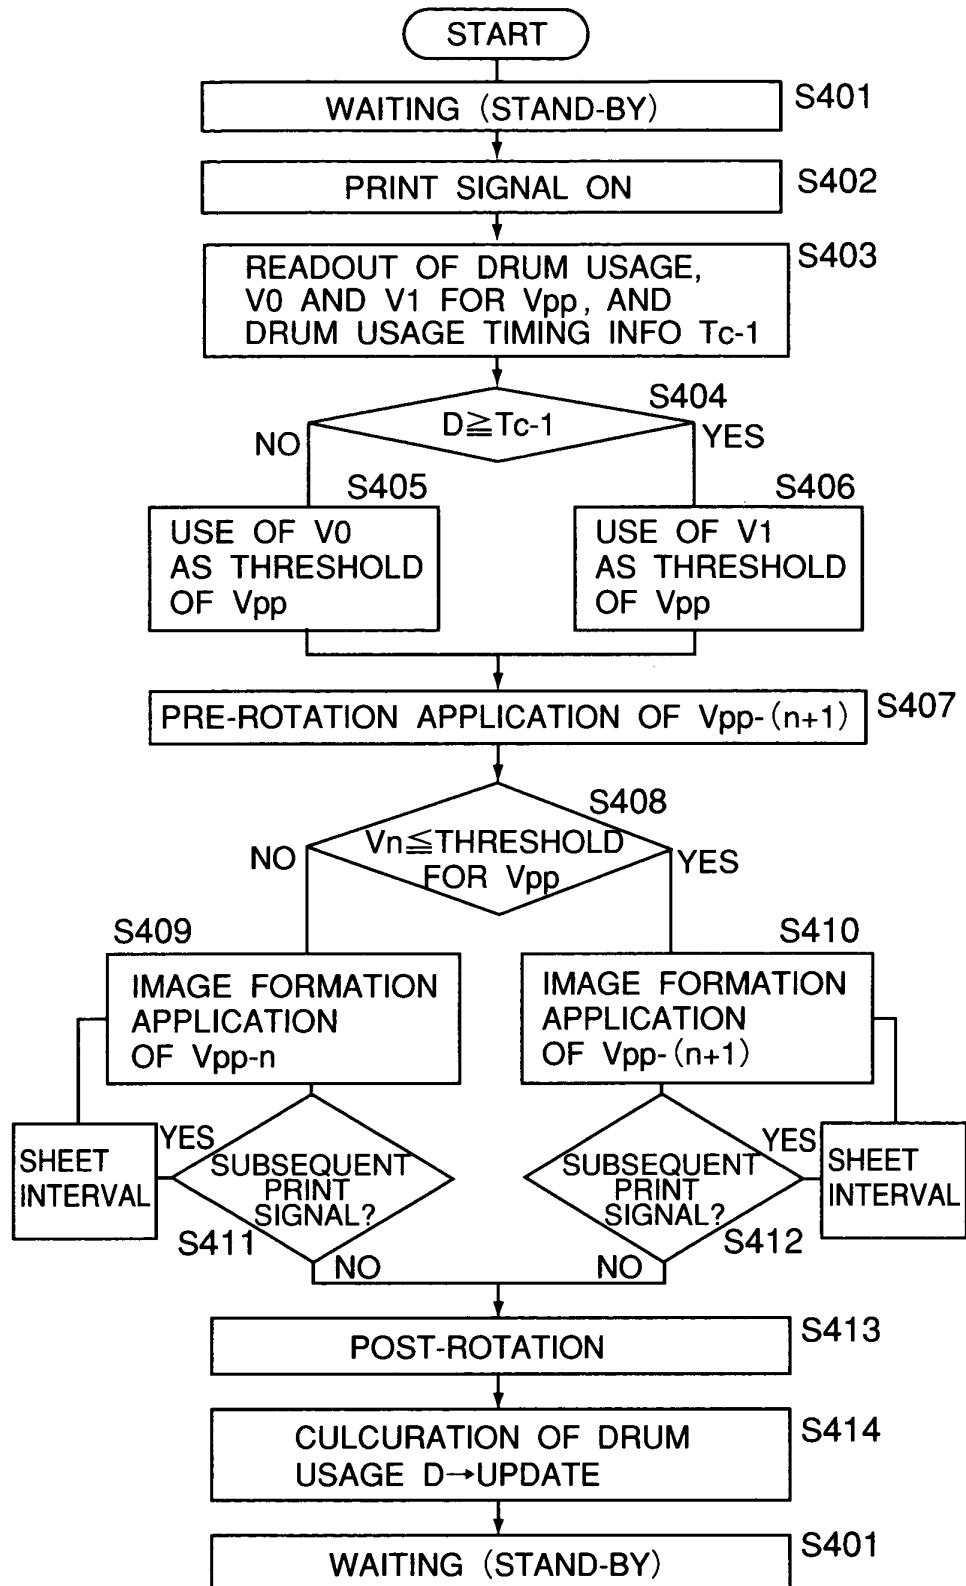 START
WAITING (STAND-BY)
S401
PRINT SIGNAL ON
S402
READOUT OF DRUM USAGE,
V0 AND V1 FOR Vpp, AND
DRUM USAGE TIMING INFO Tc-1
S403
D≧Tc-1
S404
NO
YES
S405
USE OF V0
AS THRESHOLD
OF Vpp
S406
USE OF V1
AS THRESHOLD
OF Vpp
PRE-ROTATION APPLICATION OF Vpp-(n+1)
S407
S408
Vn≦THRESHOLD
FOR Vpp
NO
YES
S409
IMAGE FORMATION
APPLICATION
OF Vpp-n
S410
IMAGE FORMATION
APPLICATION
OF Vpp-(n+1)
SHEET
INTERVAL
YES
SUBSEQUENT
PRINT
SIGNAL?
S411
NO
SUBSEQUENT
PRINT
SIGNAL?
YES
SHEET
INTERVAL
S412
NO
POST-ROTATION
S413
CULCURATION OF DRUM
USAGE D→UPDATE
S414
WAITING (STAND-BY)
S401